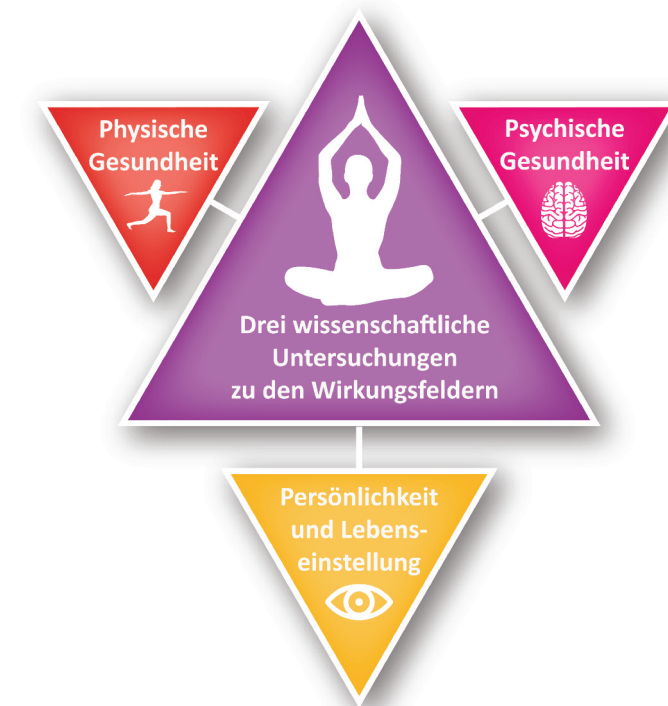 Physische
Gesundheit
Psychische
Gesundheit
Drei wissenschaftliche
Untersuchungen
zu den Wirkungsfeldern
Persönlichkeit
und Lebens-
einstellung